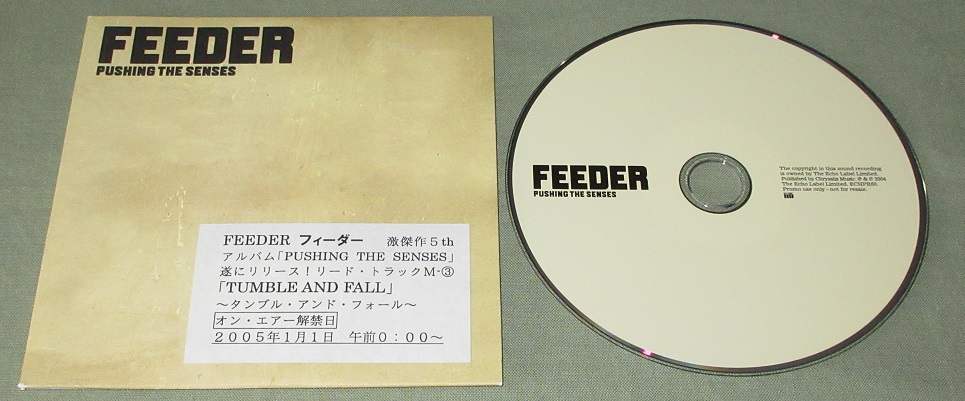 FEEDER
PUSHING THE SENSES
FEEDER フィーダー 激傑作5th
アルバム「PUSHING THE SENSES」
遂にリリース！リード・トラックM-③
「TUMBLE AND FALL」
～タンブル・アンド・フォール～
オン・エアー解禁日
2005年1月1日 午前0：00～
FEEDER
PUSHING THE SENSES
The copyright in this sound recording
is owned by The Echo Label Limited.
Published by Chrysalis Music. ℗ & © 2004
The Echo Label Limited.
Promo use only - not for resale.